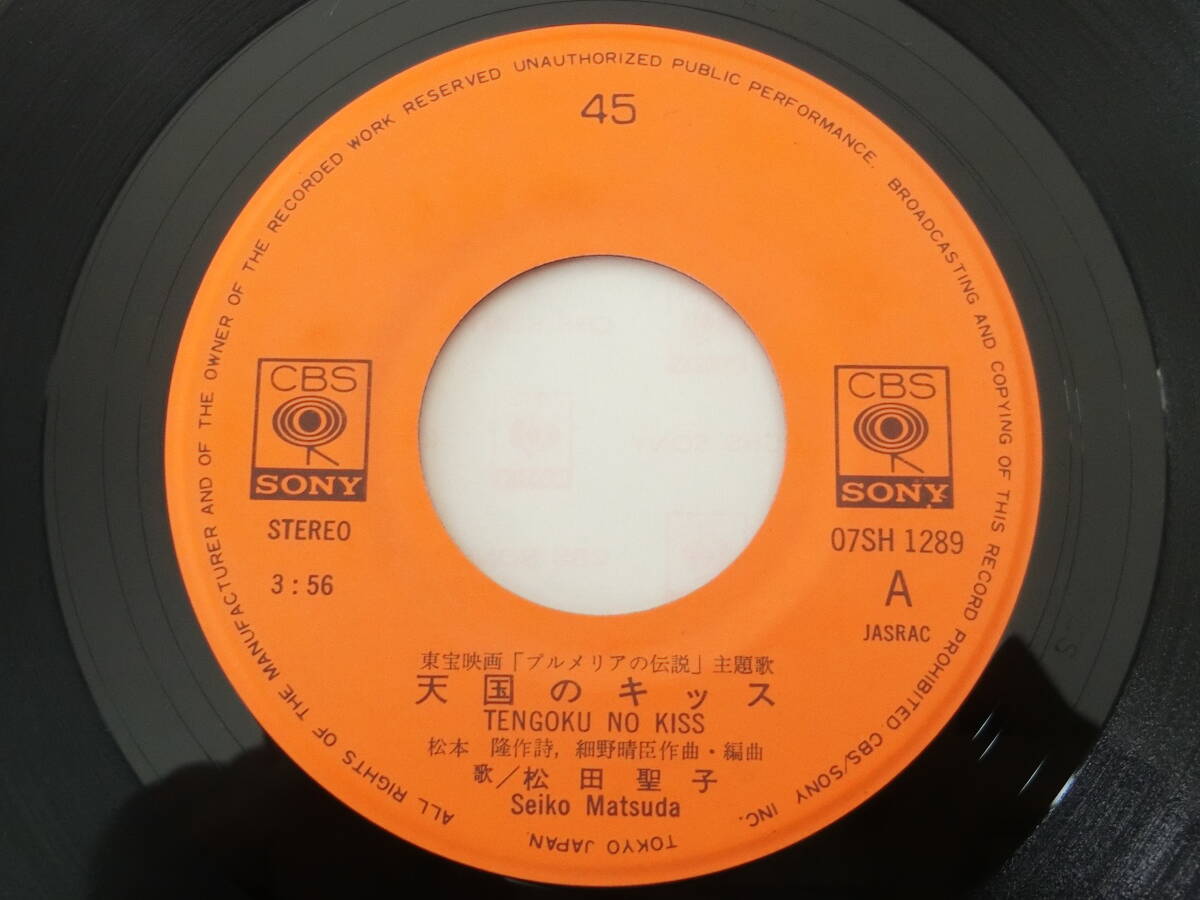 ALL RIGHTS OF THE MANUFACTURER AND OF THE OWNER OF THE RECORDED WORK RESERVED UNAUTHORIZED PUBLIC PERFORMANCE. BROADCASTING AND COPYING OF THIS RECORD PROHIBITED CBS/SONY INC.
TOKYO JAPAN
45
CBS
SONY
STEREO
3:56
CBS
SONY
07SH 1289
A
JASRAC
東宝映画「プルメリアの伝説」主題歌
天国のキッス
TENGOKU NO KISS
松本 隆作詩, 細野晴臣作曲・編曲
歌/松田聖子
Seiko Matsuda